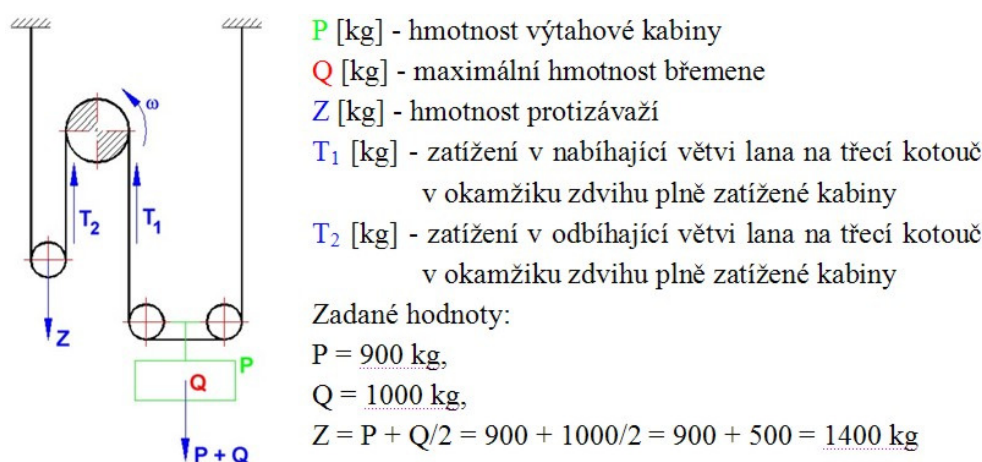 P [kg] - hmotnost výtahové kabiny
Q [kg] - maximální hmotnost břemene
Z [kg] - hmotnost protizávaží
T₁ [kg] - zatížení v nabíhající větvi lana na třecí kotouč
v okamžiku zdvihu plně zatížené kabiny
T₂ [kg] - zatížení v odbíhající větvi lana na třecí kotouč
v okamžiku zdvihu plně zatížené kabiny
Zadané hodnoty:
P = 900 kg,
Q = 1000 kg,
Z = P + Q/2 = 900 + 1000/2 = 900 + 500 = 1400 kg
ω
T₂
T₁
Z
P
Q
P + Q